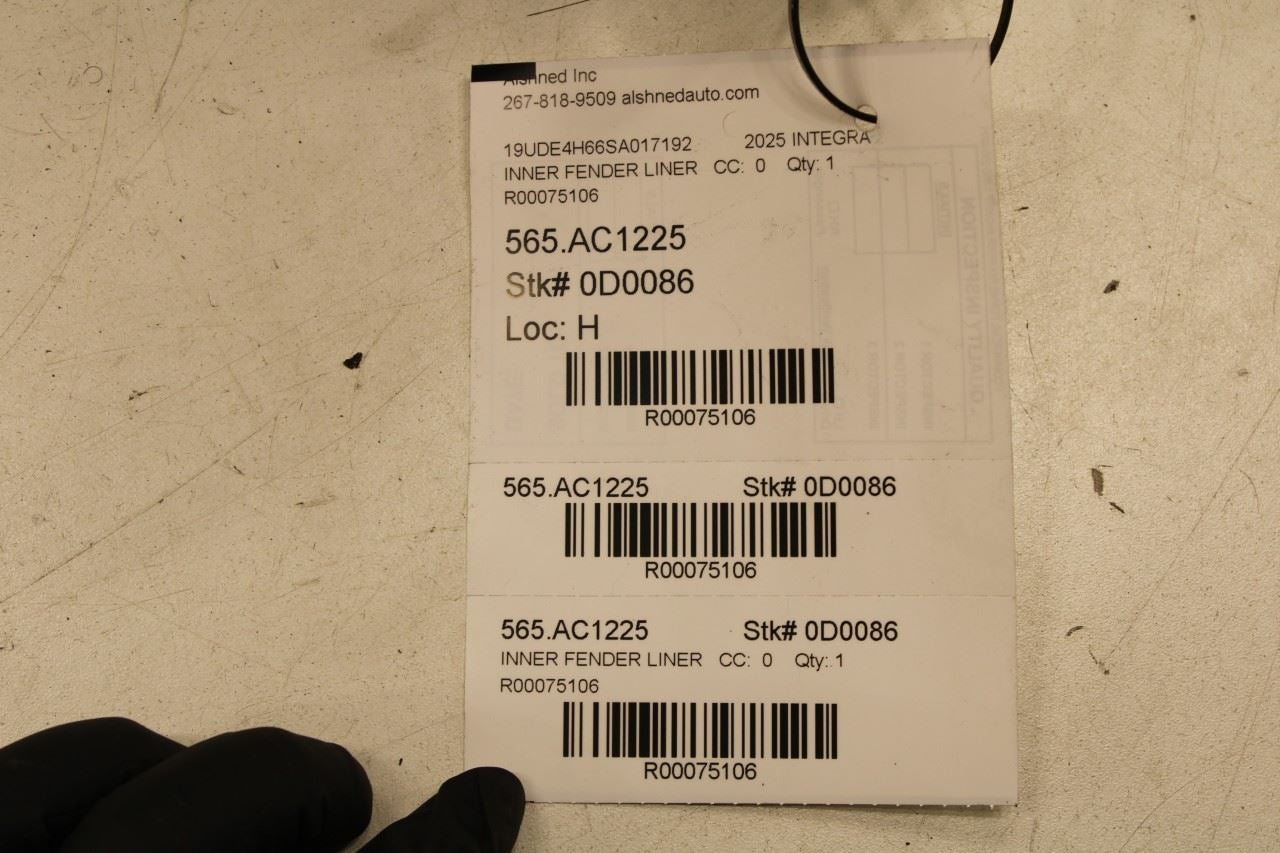 Alshned Inc
267-818-9509 alshnedauto.com
19UDE4H66SA017192 2025 INTEGRA
INNER FENDER LINER CC: 0 Qty: 1
R00075106
565.AC1225
Stk# 0D0086
Loc: H
R00075106
565.AC1225 Stk# 0D0086
R00075106
565.AC1225 Stk# 0D0086
INNER FENDER LINER CC: 0 Qty: 1
R00075106
R00075106